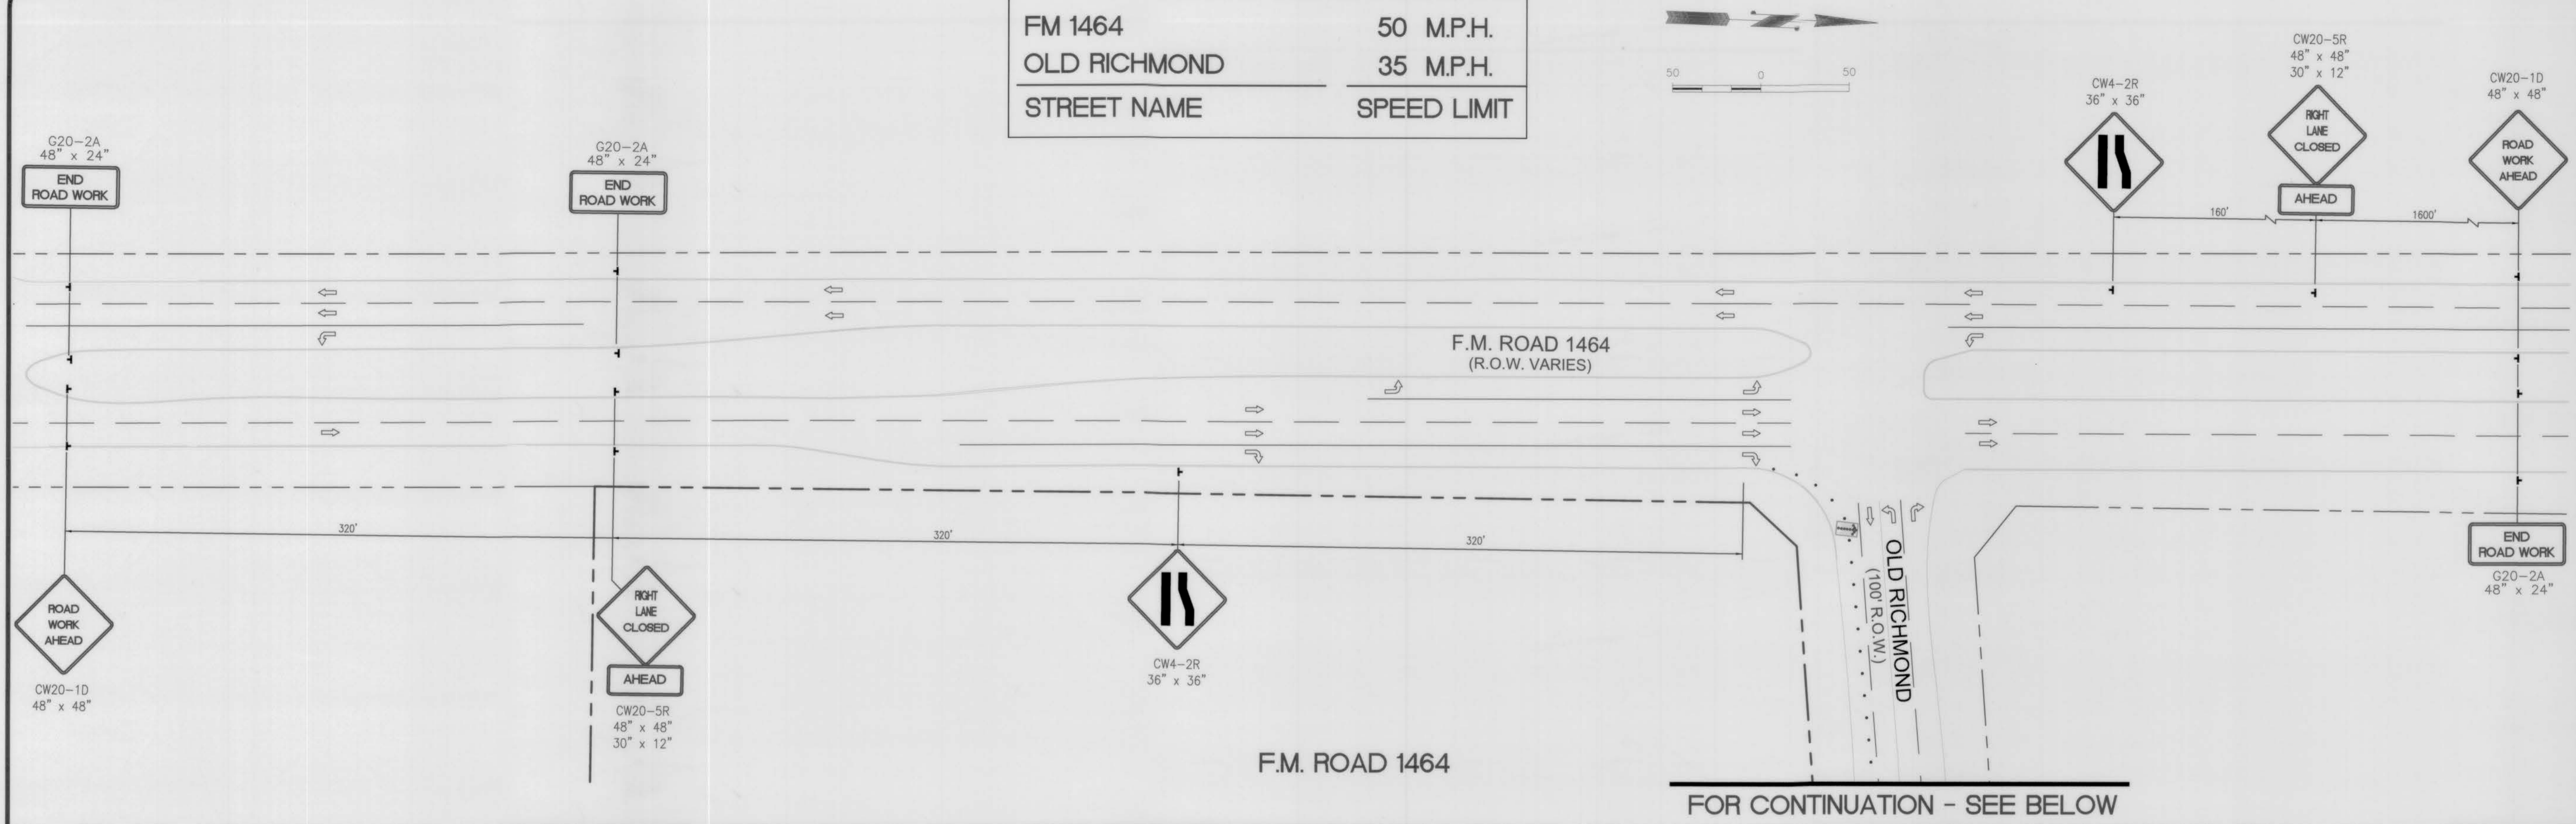 FM 1464 50 M.P.H.
OLD RICHMOND 35 M.P.H.
STREET NAME SPEED LIMIT
50 0 50
G20-2A
48" x 24"
END
ROAD WORK
G20-2A
48" x 24"
END
ROAD WORK
CW4-2R
36" x 36"
CW20-5R
48" x 48"
30" x 12"
RIGHT
LANE
CLOSED
AHEAD
CW20-1D
48" x 48"
ROAD
WORK
AHEAD
160'
1600'
F.M. ROAD 1464
(R.O.W. VARIES)
320'
320'
320'
ROAD
WORK
AHEAD
CW20-1D
48" x 48"
RIGHT
LANE
CLOSED
AHEAD
CW20-5R
48" x 48"
30" x 12"
CW4-2R
36" x 36"
OLD RICHMOND
(100' R.O.W.)
END
ROAD WORK
G20-2A
48" x 24"
F.M. ROAD 1464
FOR CONTINUATION - SEE BELOW